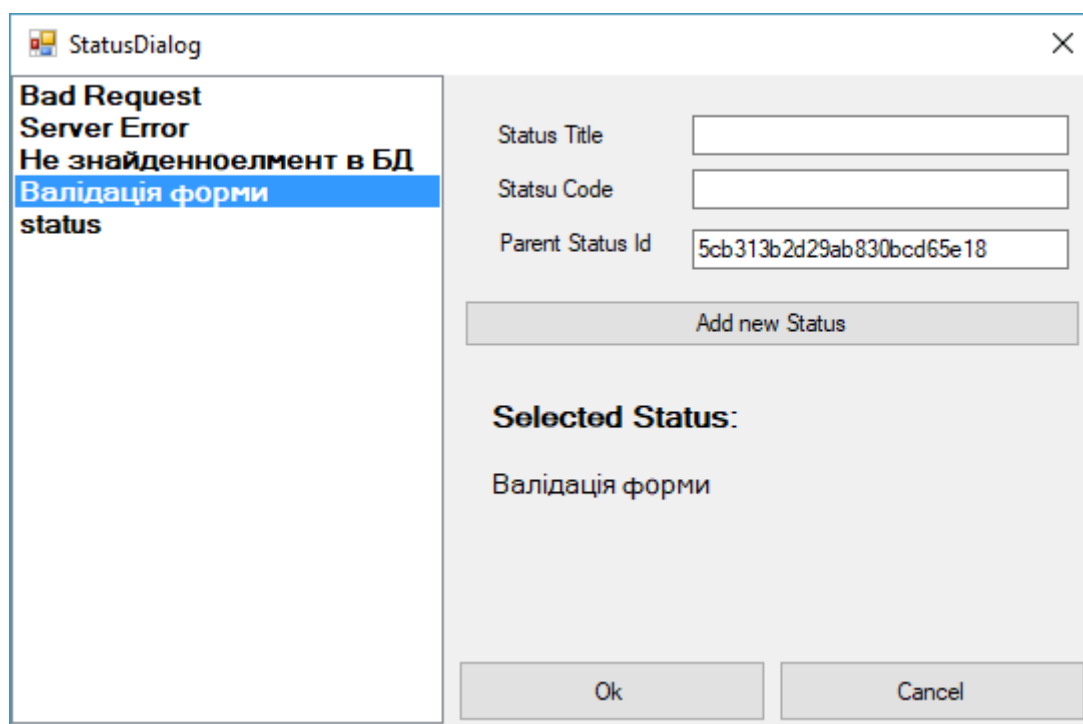 StatusDialog
Bad Request
Server Error
Не знайденноелмент в БД
Валідація форми
status
Status Title
Statsu Code
Parent Status Id
5cb313b2d29ab830bcd65e18
Add new Status
Selected Status:
Валідація форми
Ok
Cancel